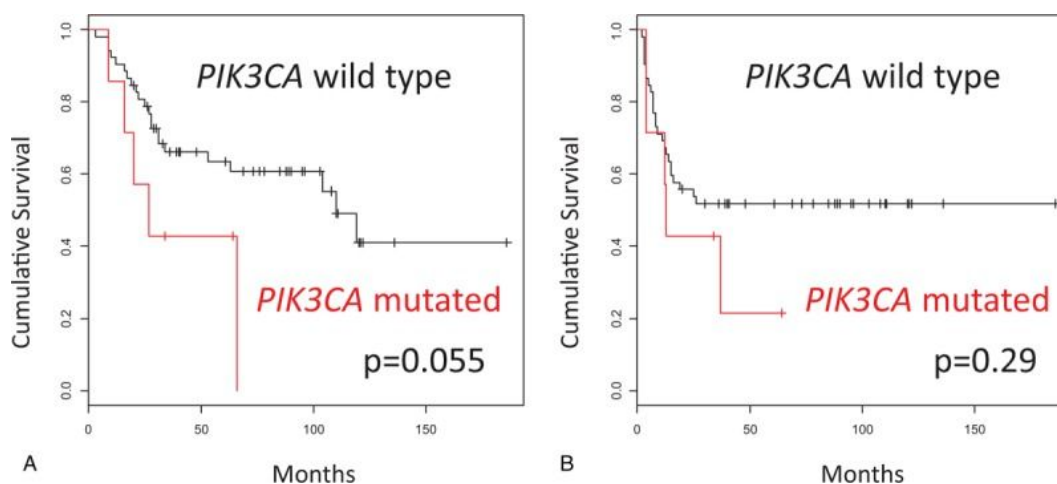 PIK3CA wild type
PIK3CA mutated
p=0.055
Cumulative Survival
0.0
0.2
0.4
0.6
0.8
1.0
0
50
100
150
Months
A
PIK3CA wild type
PIK3CA mutated
p=0.29
Cumulative Survival
0.0
0.2
0.4
0.6
0.8
1.0
0
50
100
150
Months
B